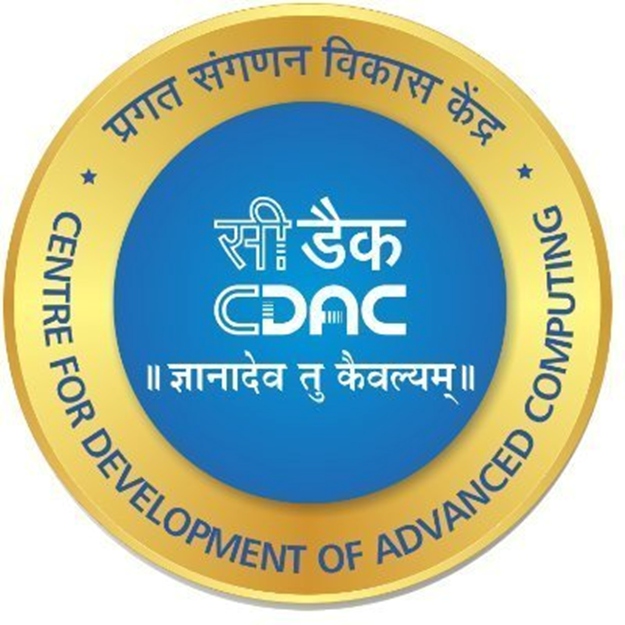 प्रगत संगणन विकास केंद्र
सी डैक
CDAC
॥ ज्ञानादेव तु कैवल्यम् ॥
CENTRE FOR DEVELOPMENT OF ADVANCED COMPUTING